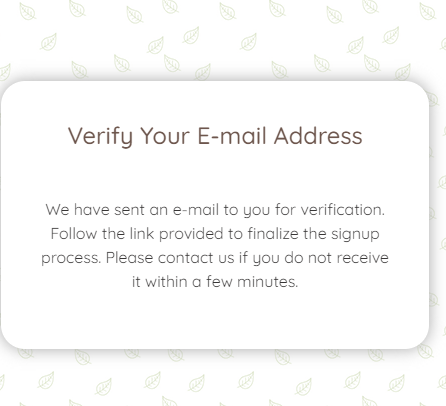 Verify Your E-mail Address
We have sent an e-mail to you for verification.
Follow the link provided to finalize the signup
process. Please contact us if you do not receive
it within a few minutes.